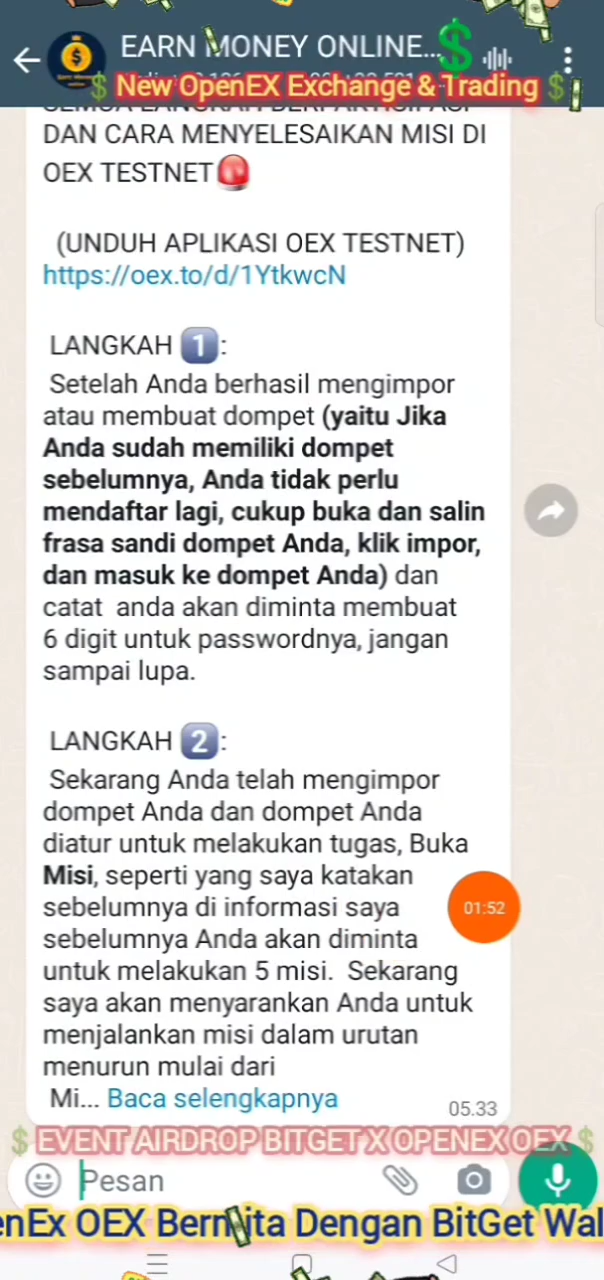 EARN MONEY ONLINE...
$ New OpenEX Exchange & Trading $
DAN CARA MENYELESAIKAN MISI DI
OEX TESTNET🚨
(UNDUH APLIKASI OEX TESTNET)
https://oex.to/d/1YtkwcN
LANGKAH 1️⃣:
Setelah Anda berhasil mengimpor
atau membuat dompet (yaitu Jika
Anda sudah memiliki dompet
sebelumnya, Anda tidak perlu
mendaftar lagi, cukup buka dan salin
frasa sandi dompet Anda, klik impor,
dan masuk ke dompet Anda) dan
catat  anda akan diminta membuat
6 digit untuk passwordnya, jangan
sampai lupa.
LANGKAH 2️⃣:
Sekarang Anda telah mengimpor
dompet Anda dan dompet Anda
diatur untuk melakukan tugas, Buka
Misi, seperti yang saya katakan
sebelumnya di informasi saya
01:52
sebelumnya Anda akan diminta
untuk melakukan 5 misi.  Sekarang
saya akan menyarankan Anda untuk
menjalankan misi dalam urutan
menurun mulai dari
Mi... Baca selengkapnya
05.33
$ EVENT AIRDROP BITGET X OPENEX OEX $
Pesan
enEx OEX Bermita Dengan BitGet Wal